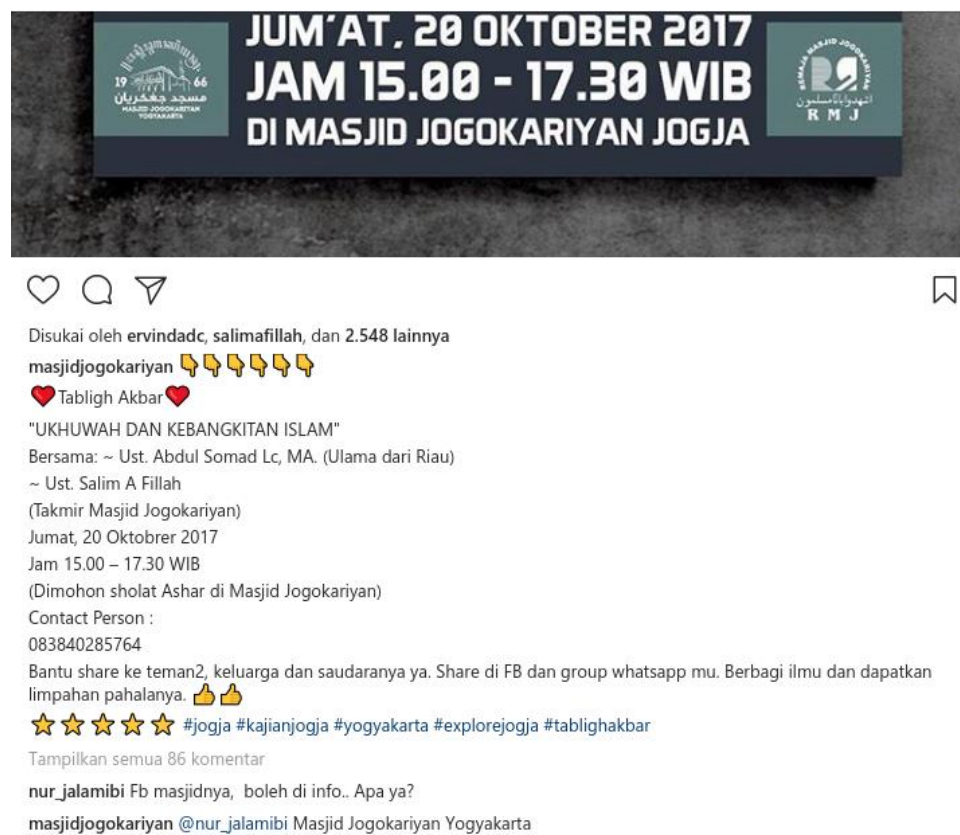 JUM'AT, 20 OKTOBER 2017
JAM 15.00 - 17.30 WIB
DI MASJID JOGOKARIYAN JOGJA
19 66
مسجد جغكريان
MASJID JOGOKARIYAN
YOGYAKARTA
REMAJA MASJID JOGOKARIYAN
اشهدوا بأنا مسلمون
R M J
Disukai oleh ervindadc, salimafillah, dan 2.548 lainnya
masjidjogokariyan 👇👇👇👇👇👇
❤️Tabligh Akbar❤️
"UKHUWAH DAN KEBANGKITAN ISLAM"
Bersama: ~ Ust. Abdul Somad Lc, MA. (Ulama dari Riau)
~ Ust. Salim A Fillah
(Takmir Masjid Jogokariyan)
Jumat, 20 Oktobrer 2017
Jam 15.00 – 17.30 WIB
(Dimohon sholat Ashar di Masjid Jogokariyan)
Contact Person :
083840285764
Bantu share ke teman2, keluarga dan saudaranya ya. Share di FB dan group whatsapp mu. Berbagi ilmu dan dapatkan
limpahan pahalanya. 👍👍
⭐⭐⭐⭐⭐ #jogja #kajianjogja #yogyakarta #explorejogja #tablighakbar
Tampilkan semua 86 komentar
nur_jalamibi Fb masjidnya, boleh di info.. Apa ya?
masjidjogokariyan @nur_jalamibi Masjid Jogokariyan Yogyakarta